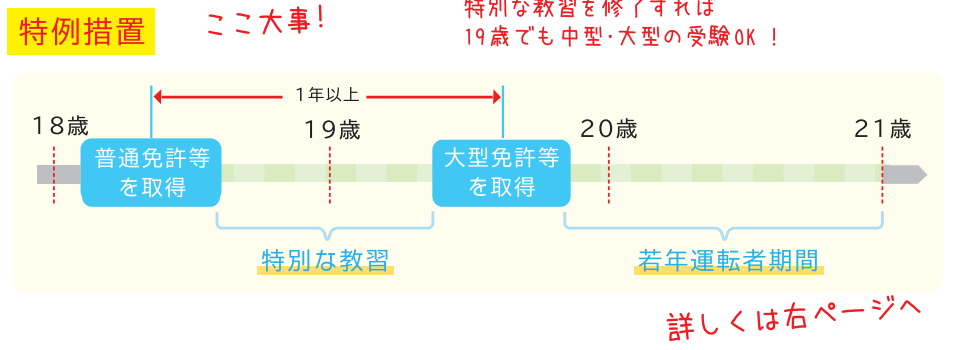 特例措置
ここ大事!
特別な教習を修了すれば
19歳でも中型・大型の受験OK !
1年以上
18歳
19歳
20歳
21歳
普通免許等
を取得
大型免許等
を取得
特別な教習
若年運転者期間
詳しくは右ページへ